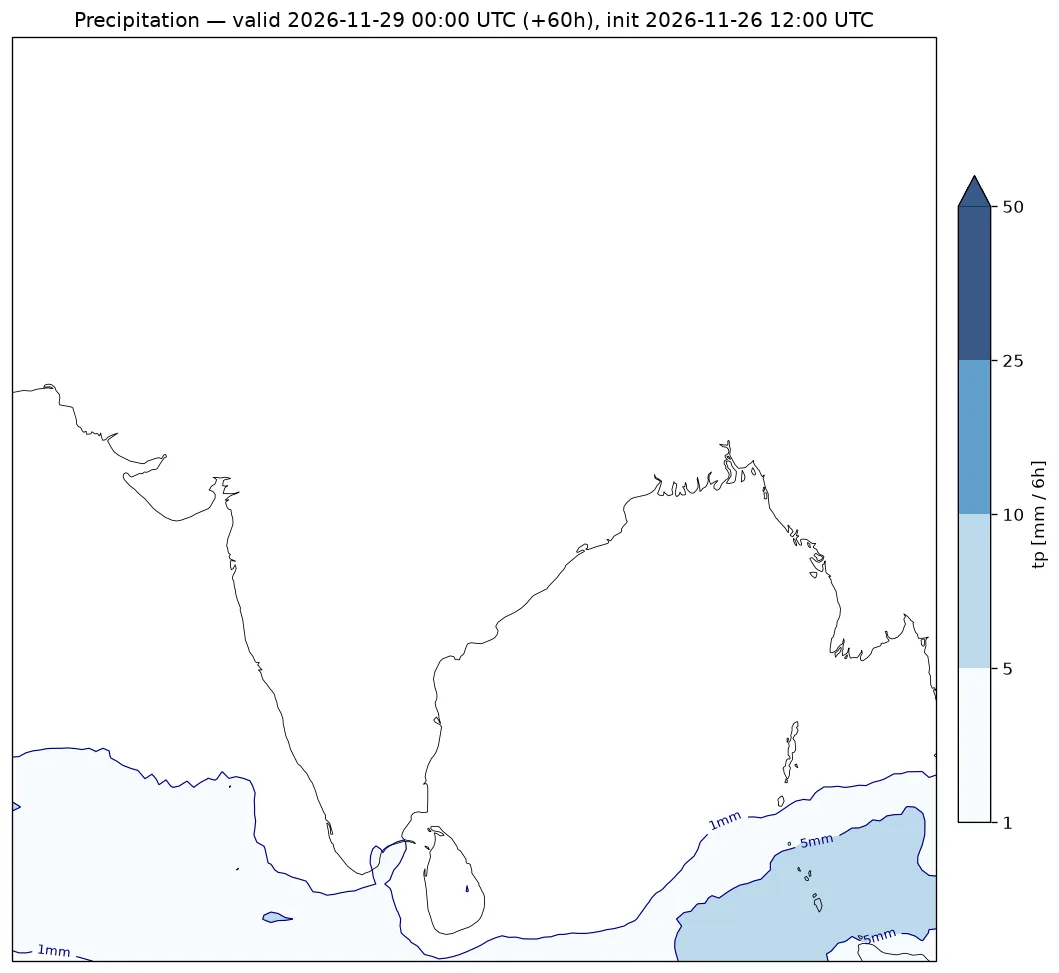 Precipitation — valid 2026-11-29 00:00 UTC (+60h), init 2026-11-26 12:00 UTC
50
25
10
5
1
tp [mm / 6h]
1mm
5mm
5mm
1mm